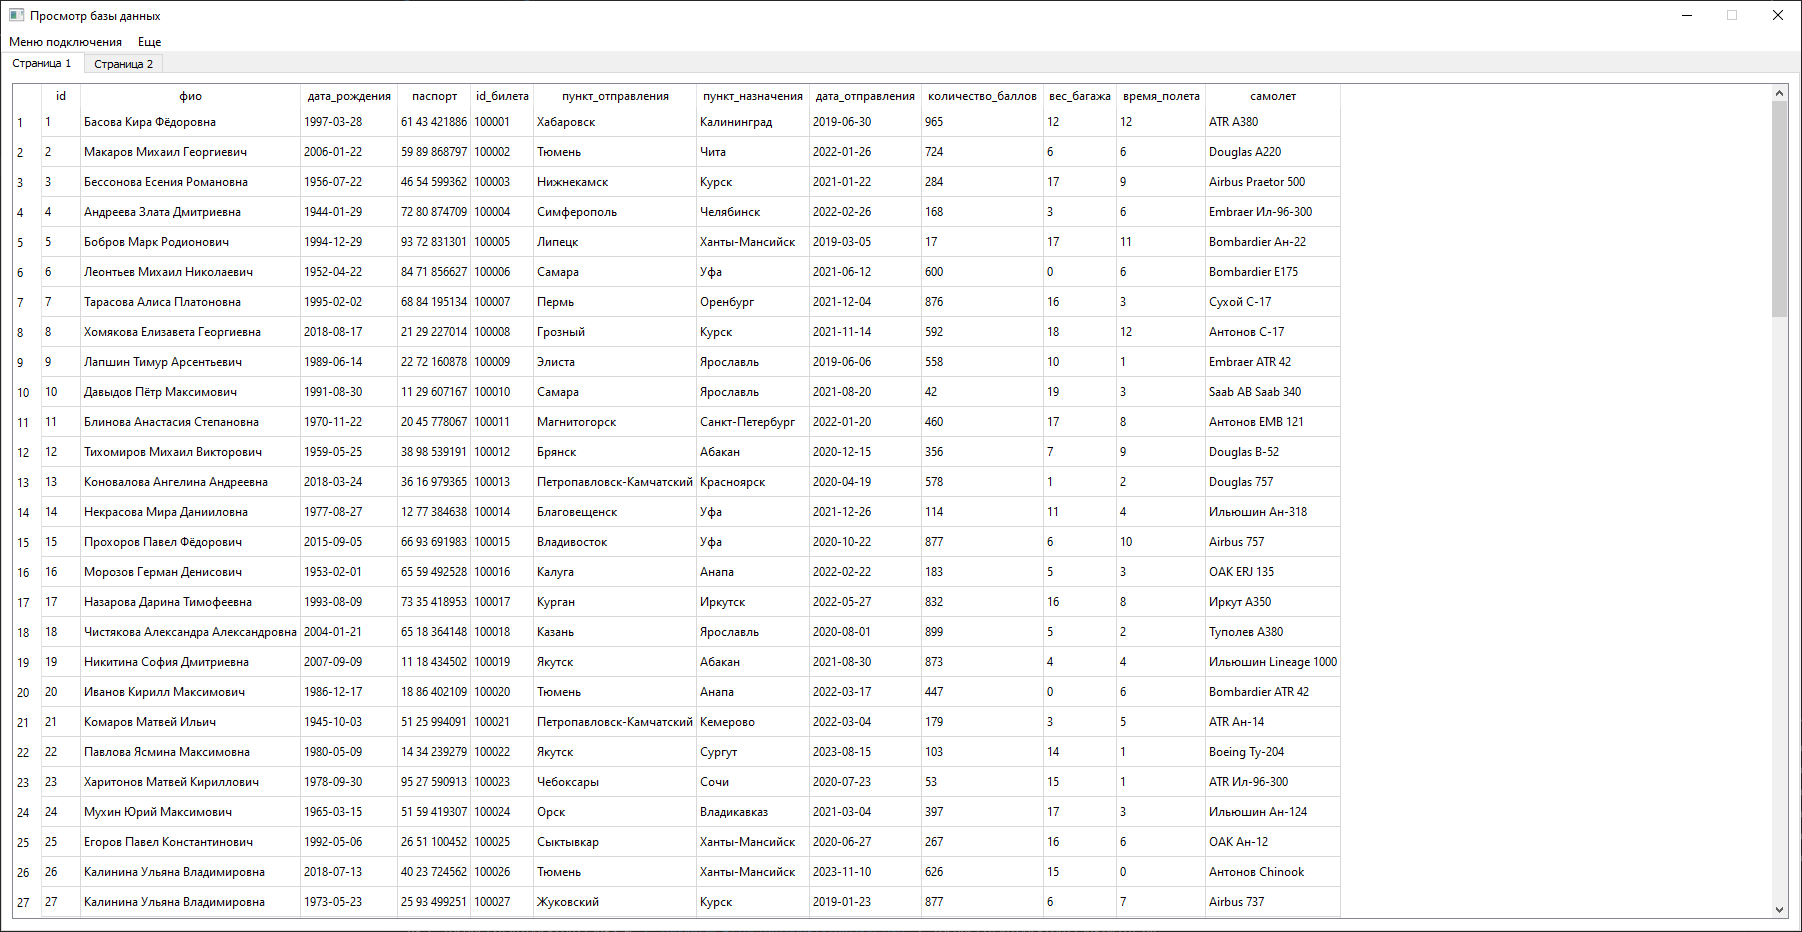 Просмотр базы данных
Меню подключения Еще
Страница 1 Страница 2
id фио дата_рождения паспорт id_билета пункт_отправления пункт_назначения дата_отправления количество_баллов вес_багажа время_полета самолет
1 1 Басова Кира Фёдоровна 1997-03-28 61 43 421886 100001 Хабаровск Калининград 2019-06-30 965 12 12 ATR A380
2 2 Макаров Михаил Георгиевич 2006-01-22 59 89 868797 100002 Тюмень Чита 2022-01-26 724 6 6 Douglas A220
3 3 Бессонова Есения Романовна 1956-07-22 46 54 599362 100003 Нижнекамск Курск 2021-01-22 284 17 9 Airbus Praetor 500
4 4 Андреева Злата Дмитриевна 1944-01-29 72 80 874709 100004 Симферополь Челябинск 2022-02-26 168 3 6 Embraer Ил-96-300
5 5 Бобров Марк Родионович 1994-12-29 93 72 831301 100005 Липецк Ханты-Мансийск 2019-03-05 17 17 11 Bombardier Ан-22
6 6 Леонтьев Михаил Николаевич 1952-04-22 84 71 856627 100006 Самара Уфа 2021-06-12 600 0 6 Bombardier E175
7 7 Тарасова Алиса Платоновна 1995-02-02 68 84 195134 100007 Пермь Оренбург 2021-12-04 876 16 3 Сухой C-17
8 8 Хомякова Елизавета Георгиевна 2018-08-17 21 29 227014 100008 Грозный Курск 2021-11-14 592 18 12 Антонов C-17
9 9 Лапшин Тимур Арсентьевич 1989-06-14 22 72 160878 100009 Элиста Ярославль 2019-06-06 558 10 1 Embraer ATR 42
10 10 Давыдов Пётр Максимович 1991-08-30 11 29 607167 100010 Самара Ярославль 2021-08-20 42 19 3 Saab AB Saab 340
11 11 Блинова Анастасия Степановна 1970-11-22 20 45 778067 100011 Магнитогорск Санкт-Петербург 2022-01-20 460 17 8 Антонов EMB 121
12 12 Тихомиров Михаил Викторович 1959-05-25 38 98 539191 100012 Брянск Абакан 2020-12-15 356 7 9 Douglas B-52
13 13 Коновалова Ангелина Андреевна 2018-03-24 36 16 979365 100013 Петропавловск-Камчатский Красноярск 2020-04-19 578 1 2 Douglas 757
14 14 Некрасова Мира Данииловна 1977-08-27 12 77 384638 100014 Благовещенск Уфа 2021-12-26 114 11 4 Ильюшин Ан-318
15 15 Прохоров Павел Фёдорович 2015-09-05 66 93 691983 100015 Владивосток Уфа 2020-10-22 877 6 10 Airbus 757
16 16 Морозов Герман Денисович 1953-02-01 65 59 492528 100016 Калуга Анапа 2022-02-22 183 5 3 ОАК ERJ 135
17 17 Назарова Дарина Тимофеевна 1993-08-09 73 35 418953 100017 Курган Иркутск 2022-05-27 832 16 8 Иркут A350
18 18 Чистякова Александра Александровна 2004-01-21 65 18 364148 100018 Казань Ярославль 2020-08-01 899 5 2 Туполев A380
19 19 Никитина София Дмитриевна 2007-09-09 11 18 434502 100019 Якутск Абакан 2021-08-30 873 4 4 Ильюшин Lineage 1000
20 20 Иванов Кирилл Максимович 1986-12-17 18 86 402109 100020 Тюмень Анапа 2022-03-17 447 0 6 Bombardier ATR 42
21 21 Комаров Матвей Ильич 1945-10-03 51 25 994091 100021 Петропавловск-Камчатский Кемерово 2022-03-04 179 3 5 ATR Ан-14
22 22 Павлова Ясмина Максимовна 1980-05-09 14 34 239279 100022 Якутск Сургут 2023-08-15 103 14 1 Boeing Ту-204
23 23 Харитонов Матвей Кириллович 1978-09-30 95 27 590913 100023 Чебоксары Сочи 2020-07-23 53 15 1 ATR Ил-96-300
24 24 Мухин Юрий Максимович 1965-03-15 51 59 419307 100024 Орск Владикавказ 2021-03-04 397 17 3 Ильюшин Ан-124
25 25 Егоров Павел Константинович 1992-05-06 26 51 100452 100025 Сыктывкар Ханты-Мансийск 2020-06-27 267 16 6 ОАК Ан-12
26 26 Калинина Ульяна Владимировна 2018-07-13 40 23 724562 100026 Тюмень Ханты-Мансийск 2023-11-10 626 15 0 Антонов Chinook
27 27 Калинина Ульяна Владимировна 1973-05-23 25 93 499251 100027 Жуковский Курск 2019-01-23 877 6 7 Airbus 737